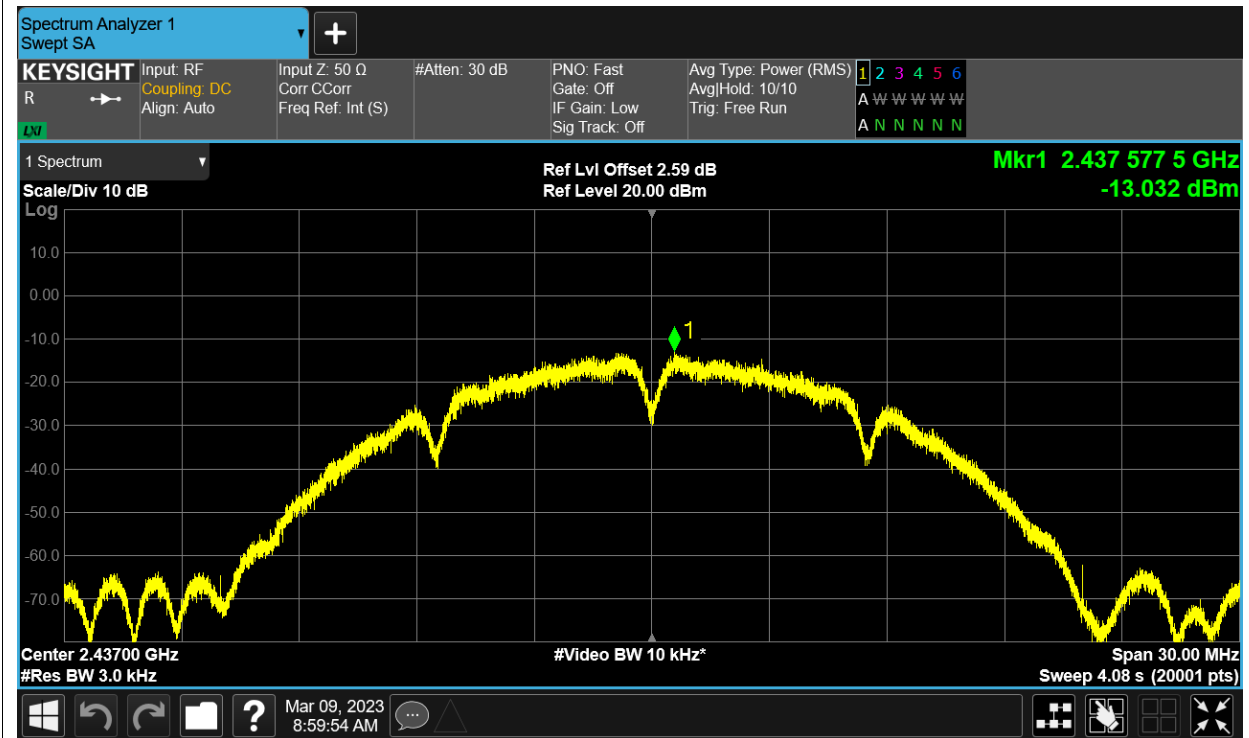 Spectrum Analyzer 1
Swept SA
KEYSIGHT
R
LXI
Input: RF
Coupling: DC
Align: Auto
Input Z: 50 Ω
Corr CCorr
Freq Ref: Int (S)
#Atten: 30 dB
PNO: Fast
Gate: Off
IF Gain: Low
Sig Track: Off
Avg Type: Power (RMS)
Avg|Hold: 10/10
Trig: Free Run
1 2 3 4 5 6
A W W W W W
A N N N N N
1 Spectrum
Scale/Div 10 dB
Log
Ref Lvl Offset 2.59 dB
Ref Level 20.00 dBm
Mkr1 2.437 577 5 GHz
-13.032 dBm
10.0
0.00
-10.0
-20.0
-30.0
-40.0
-50.0
-60.0
-70.0
1
Center 2.43700 GHz
#Res BW 3.0 kHz
#Video BW 10 kHz*
Span 30.00 MHz
Sweep 4.08 s (20001 pts)
?
Mar 09, 2023
8:59:54 AM